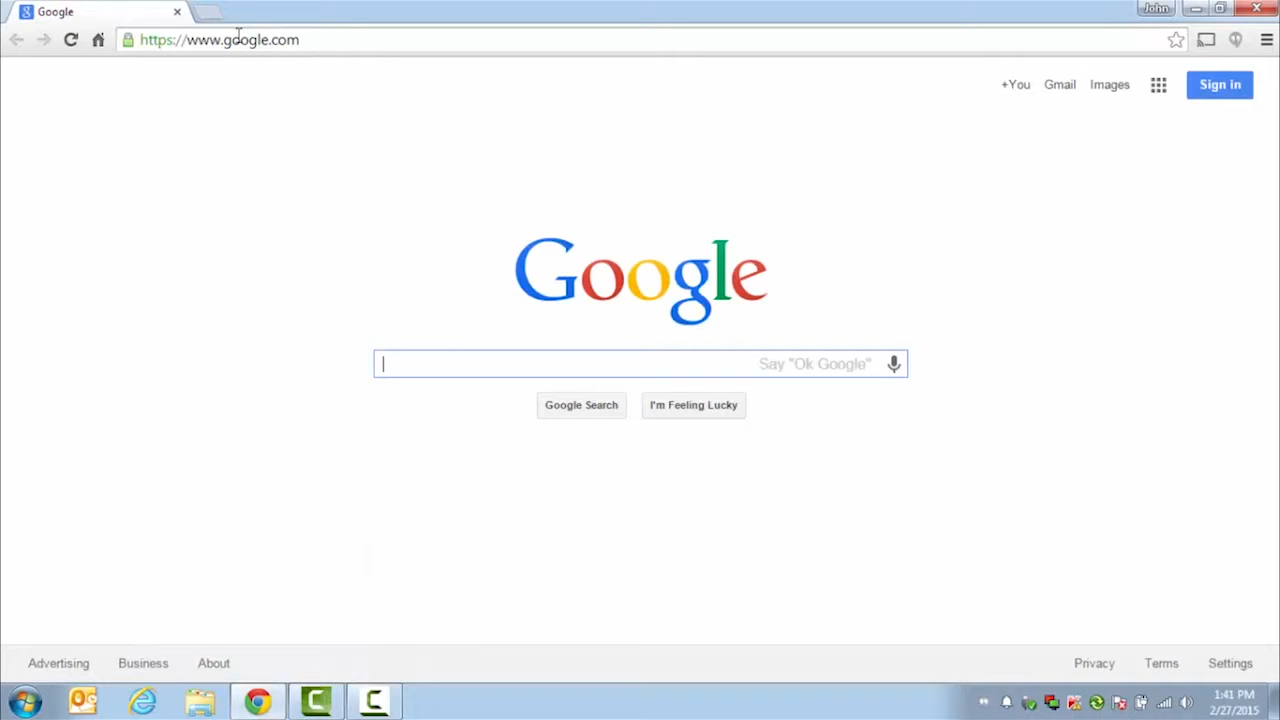 Google
John
https://www.google.com
+You Gmail Images Sign in
Google
Say "Ok Google"
Google Search I'm Feeling Lucky
Advertising Business About Privacy Terms Settings
1:41 PM
2/27/2015